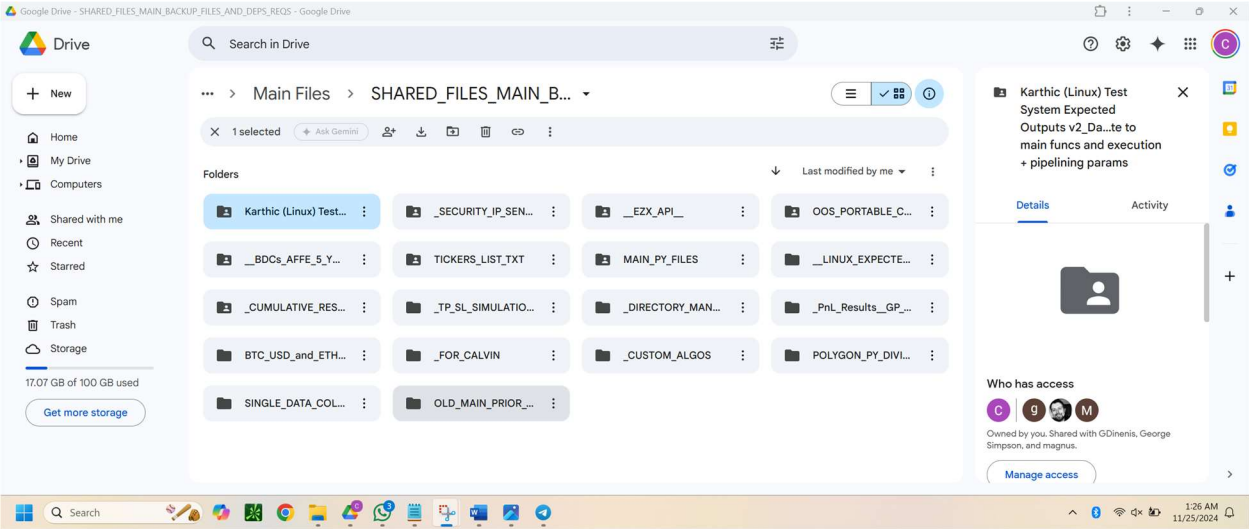 Google Drive - SHARED_FILES_MAIN_BACKUP_FILES_AND_DEPS_REQS - Google Drive
Drive
Search in Drive
C
New
Home
My Drive
Computers
Shared with me
Recent
Starred
Spam
Trash
Storage
17.07 GB of 100 GB used
Get more storage
... > Main Files > SHARED_FILES_MAIN_B...
1 selected
Ask Gemini
Folders
Last modified by me
Karthic (Linux) Test...
_SECURITY_IP_SEN...
__EZX_API__
OOS_PORTABLE_C...
__BDCs_AFFE_5_Y...
TICKERS_LIST_TXT
MAIN_PY_FILES
__LINUX_EXPECTE...
_CUMULATIVE_RES...
_TP_SL_SIMULATIO...
_DIRECTORY_MAN...
_PnL_Results__GP_...
BTC_USD_and_ETH...
_FOR_CALVIN
_CUSTOM_ALGOS
POLYGON_PY_DIVI...
SINGLE_DATA_COL...
OLD_MAIN_PRIOR_...
Karthic (Linux) Test
System Expected
Outputs v2_Da...te to
main funcs and execution
+ pipelining params
Details
Activity
Who has access
C
g
M
Owned by you. Shared with GDinenis, George
Simpson, and magnus.
Manage access
31
Search
C
3
1:26 AM
11/25/2024